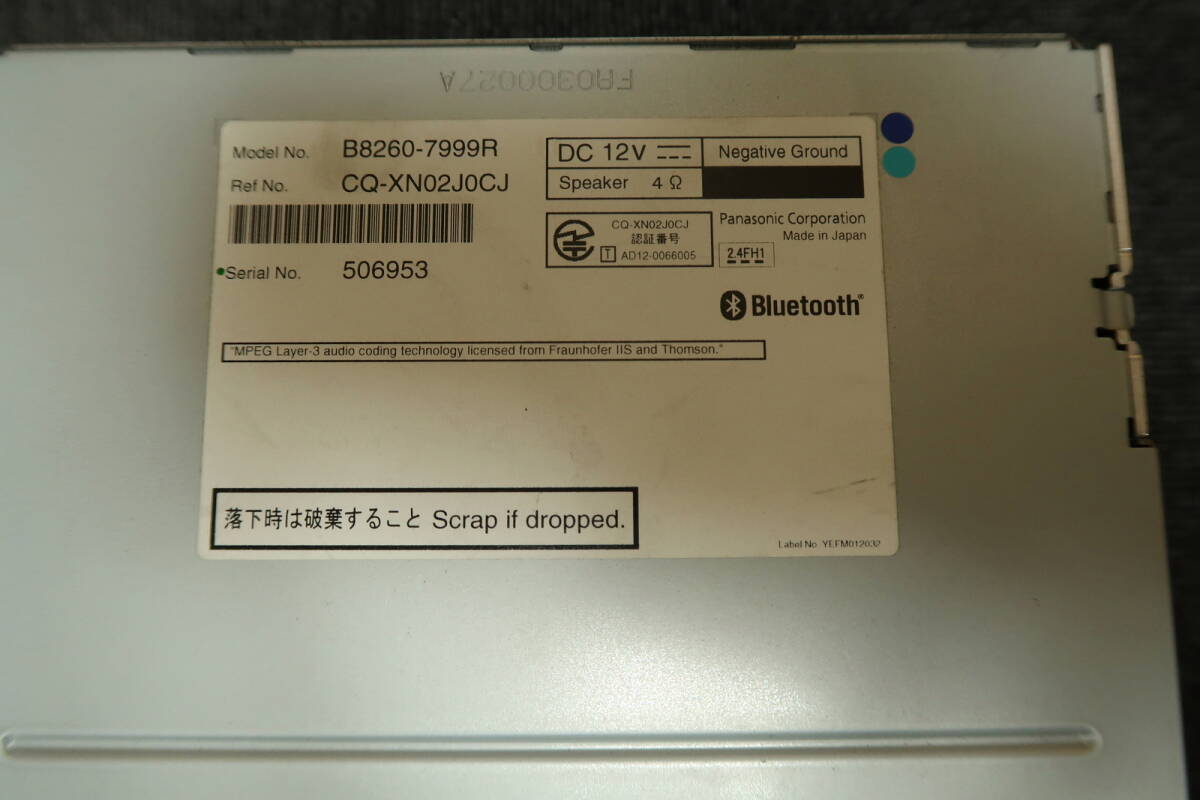 FA0300027A
Model No. B8260-7999R
Ref No. CQ-XN02J0CJ
Serial No. 506953
DC 12V
Negative Ground
Speaker 4 Ω
CQ-XN02J0CJ
認証番号
T AD12-0066005
Panasonic Corporation
Made in Japan
2.4FH1
Bluetooth®
"MPEG Layer-3 audio coding technology licensed from Fraunhofer IIS and Thomson."
落下時は破棄すること Scrap if dropped.
Label No. YEFM012032